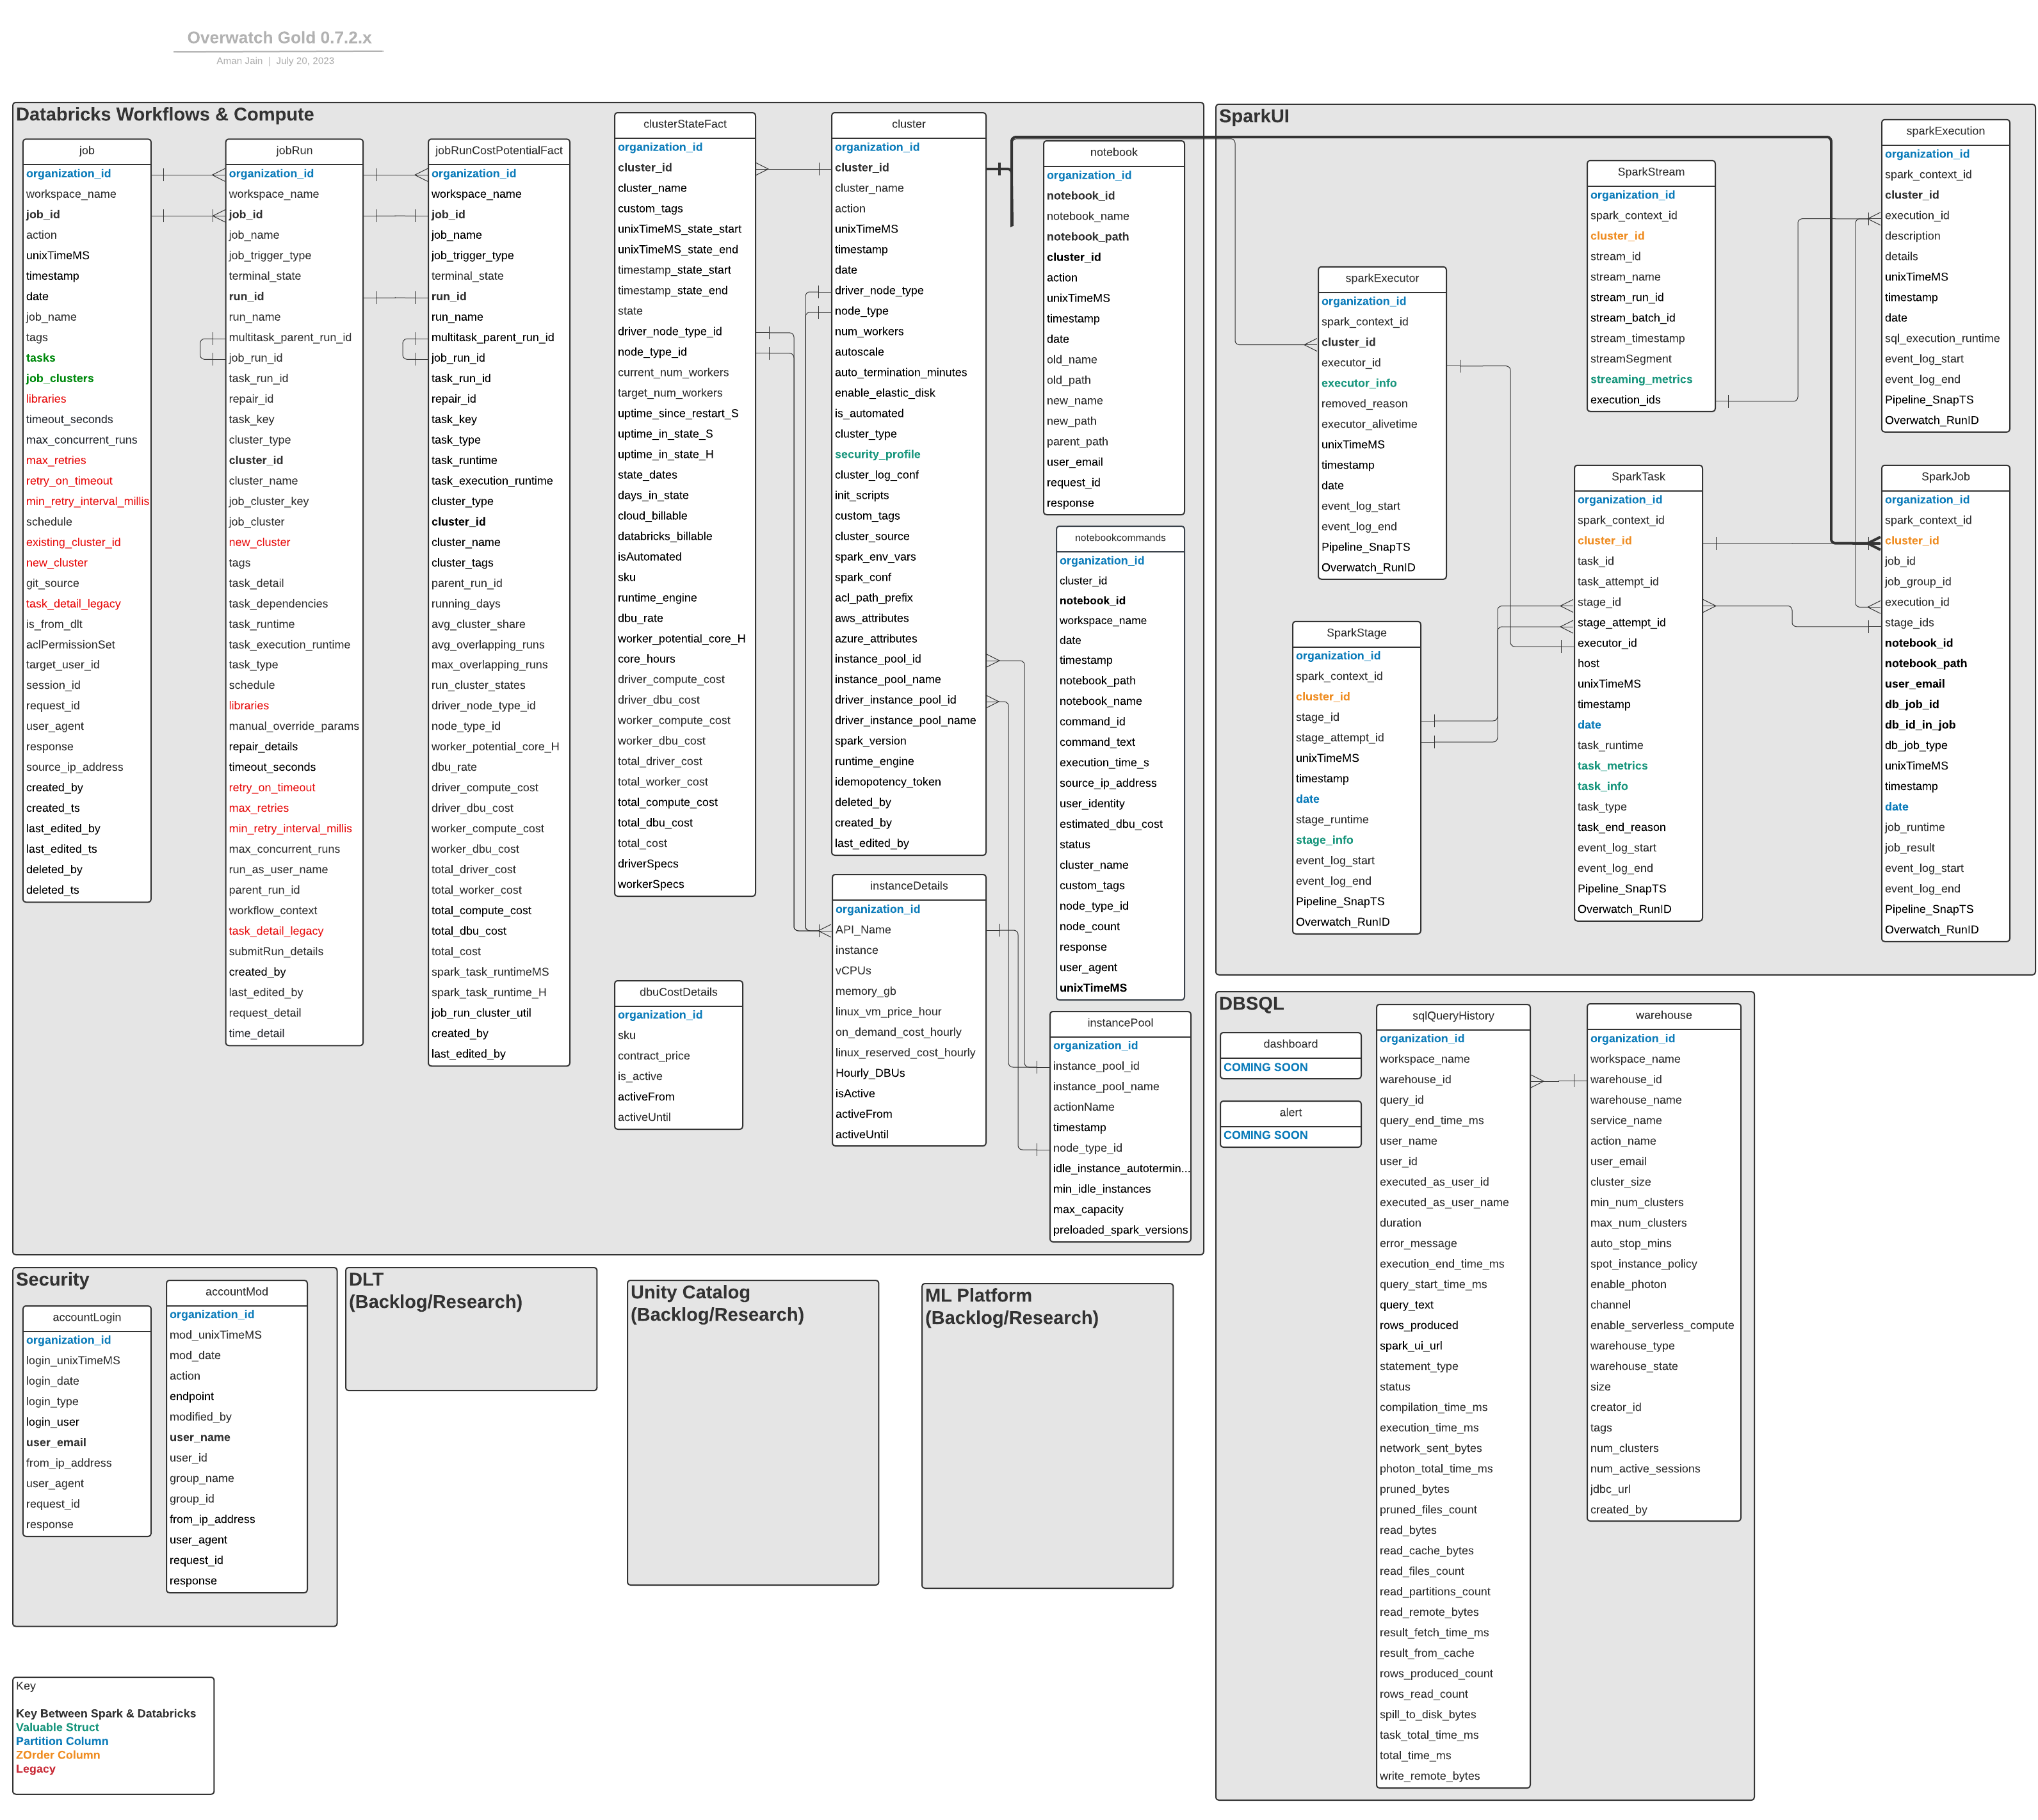 Overwatch Gold 0.7.2.x
Aman Jain | July 20, 2023
Databricks Workflows & Compute
job
organization_id
workspace_name
job_id
action
unixTimeMS
timestamp
date
job_name
tags
tasks
job_clusters
libraries
timeout_seconds
max_concurrent_runs
max_retries
retry_on_timeout
min_retry_interval_millis
schedule
existing_cluster_id
new_cluster
git_source
task_detail_legacy
is_from_dlt
aclPermissionSet
target_user_id
session_id
request_id
user_agent
response
source_ip_address
created_by
created_ts
last_edited_by
last_edited_ts
deleted_by
deleted_ts
jobRun
organization_id
workspace_name
job_id
job_name
job_trigger_type
terminal_state
run_id
run_name
multitask_parent_run_id
job_run_id
task_run_id
repair_id
task_key
cluster_type
cluster_id
cluster_name
job_cluster_key
job_cluster
new_cluster
tags
task_detail
task_dependencies
task_runtime
task_execution_runtime
task_type
schedule
libraries
manual_override_params
repair_details
timeout_seconds
retry_on_timeout
max_retries
min_retry_interval_millis
max_concurrent_runs
run_as_user_name
parent_run_id
workflow_context
task_detail_legacy
submitRun_details
created_by
last_edited_by
request_detail
time_detail
jobRunCostPotentialFact
organization_id
workspace_name
job_id
job_name
job_trigger_type
terminal_state
run_id
run_name
multitask_parent_run_id
job_run_id
task_run_id
repair_id
task_key
task_type
task_runtime
task_execution_runtime
cluster_type
cluster_id
cluster_name
cluster_tags
parent_run_id
running_days
avg_cluster_share
avg_overlapping_runs
max_overlapping_runs
run_cluster_states
driver_node_type_id
node_type_id
worker_potential_core_H
dbu_rate
driver_compute_cost
driver_dbu_cost
worker_compute_cost
worker_dbu_cost
total_driver_cost
total_worker_cost
total_compute_cost
total_dbu_cost
total_cost
spark_task_runtimeMS
spark_task_runtime_H
job_run_cluster_util
created_by
last_edited_by
clusterStateFact
organization_id
cluster_id
cluster_name
custom_tags
unixTimeMS_state_start
unixTimeMS_state_end
timestamp_state_start
timestamp_state_end
state
driver_node_type_id
node_type_id
current_num_workers
target_num_workers
uptime_since_restart_S
uptime_in_state_S
uptime_in_state_H
state_dates
days_in_state
cloud_billable
databricks_billable
isAutomated
sku
runtime_engine
dbu_rate
worker_potential_core_H
core_hours
driver_compute_cost
driver_dbu_cost
worker_compute_cost
worker_dbu_cost
total_driver_cost
total_worker_cost
total_compute_cost
total_dbu_cost
total_cost
driverSpecs
workerSpecs
dbuCostDetails
organization_id
sku
contract_price
is_active
activeFrom
activeUntil
cluster
organization_id
cluster_id
cluster_name
action
unixTimeMS
timestamp
date
driver_node_type
node_type
num_workers
autoscale
auto_termination_minutes
enable_elastic_disk
is_automated
cluster_type
security_profile
cluster_log_conf
init_scripts
custom_tags
cluster_source
spark_env_vars
spark_conf
acl_path_prefix
aws_attributes
azure_attributes
instance_pool_id
instance_pool_name
driver_instance_pool_id
driver_instance_pool_name
spark_version
runtime_engine
idempotency_token
deleted_by
created_by
last_edited_by
instanceDetails
organization_id
API_Name
instance
vCPUs
memory_gb
linux_vm_price_hour
on_demand_cost_hourly
linux_reserved_cost_hourly
Hourly_DBUs
isActive
activeFrom
activeUntil
notebook
organization_id
notebook_id
notebook_name
notebook_path
cluster_id
action
unixTimeMS
timestamp
date
old_name
old_path
new_name
new_path
parent_path
user_email
request_id
response
notebookcommands
organization_id
cluster_id
notebook_id
workspace_name
date
timestamp
notebook_path
notebook_name
command_id
command_text
execution_time_s
source_ip_address
user_identity
estimated_dbu_cost
status
cluster_name
custom_tags
node_type_id
node_count
response
user_agent
unixTimeMS
instancePool
organization_id
instance_pool_id
instance_pool_name
actionName
timestamp
node_type_id
idle_instance_autotermin...
min_idle_instances
max_capacity
preloaded_spark_versions
SparkUI
sparkExecutor
organization_id
spark_context_id
cluster_id
executor_id
executor_info
removed_reason
executor_alivetime
unixTimeMS
timestamp
date
event_log_start
event_log_end
Pipeline_SnapTS
Overwatch_RunID
SparkStage
organization_id
spark_context_id
cluster_id
stage_id
stage_attempt_id
unixTimeMS
timestamp
date
stage_runtime
stage_info
event_log_start
event_log_end
Pipeline_SnapTS
Overwatch_RunID
SparkStream
organization_id
spark_context_id
cluster_id
stream_id
stream_name
stream_run_id
stream_batch_id
stream_timestamp
streamSegment
streaming_metrics
execution_ids
SparkTask
organization_id
spark_context_id
cluster_id
task_id
task_attempt_id
stage_id
stage_attempt_id
executor_id
host
unixTimeMS
timestamp
date
task_runtime
task_metrics
task_info
task_type
task_end_reason
event_log_start
event_log_end
Pipeline_SnapTS
Overwatch_RunID
sparkExecution
organization_id
spark_context_id
cluster_id
execution_id
description
details
unixTimeMS
timestamp
date
sql_execution_runtime
event_log_start
event_log_end
Pipeline_SnapTS
Overwatch_RunID
SparkJob
organization_id
spark_context_id
cluster_id
job_id
job_group_id
execution_id
stage_ids
notebook_id
notebook_path
user_email
db_job_id
db_id_in_job
db_job_type
unixTimeMS
timestamp
date
job_runtime
job_result
event_log_start
event_log_end
Pipeline_SnapTS
Overwatch_RunID
DBSQL
dashboard
COMING SOON
alert
COMING SOON
sqlQueryHistory
organization_id
workspace_name
warehouse_id
query_id
query_end_time_ms
user_name
user_id
executed_as_user_id
executed_as_user_name
duration
error_message
execution_end_time_ms
query_start_time_ms
query_text
rows_produced
spark_ui_url
statement_type
status
compilation_time_ms
execution_time_ms
network_sent_bytes
photon_total_time_ms
pruned_bytes
pruned_files_count
read_bytes
read_cache_bytes
read_files_count
read_partitions_count
read_remote_bytes
result_fetch_time_ms
result_from_cache
rows_produced_count
rows_read_count
spill_to_disk_bytes
task_total_time_ms
total_time_ms
write_remote_bytes
warehouse
organization_id
workspace_name
warehouse_id
warehouse_name
service_name
action_name
user_email
cluster_size
min_num_clusters
max_num_clusters
auto_stop_mins
spot_instance_policy
enable_photon
channel
enable_serverless_compute
warehouse_type
warehouse_state
size
creator_id
tags
num_clusters
num_active_sessions
jdbc_url
created_by
Security
accountLogin
organization_id
login_unixTimeMS
login_date
login_type
login_user
user_email
from_ip_address
user_agent
request_id
response
accountMod
organization_id
mod_unixTimeMS
mod_date
action
endpoint
modified_by
user_name
user_id
group_name
group_id
from_ip_address
user_agent
request_id
response
DLT
(Backlog/Research)
Unity Catalog
(Backlog/Research)
ML Platform
(Backlog/Research)
Key
Key Between Spark & Databricks
Valuable Struct
Partition Column
ZOrder Column
Legacy